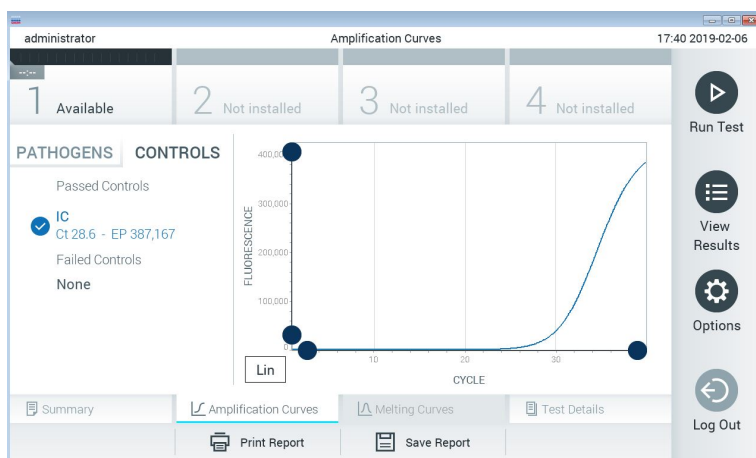 administrator
Amplification Curves
17:40 2019-02-06
--:--
1 Available
2 Not installed
3 Not installed
4 Not installed
Run Test
View
Results
Options
Log Out
PATHOGENS CONTROLS
Passed Controls
IC
Ct 28.6 - EP 387,167
Failed Controls
None
FLUORESCENCE
400,00
300,000
200,000
100,000
0
10
20
30
CYCLE
Lin
Summary
Amplification Curves
Melting Curves
Test Details
Print Report
Save Report